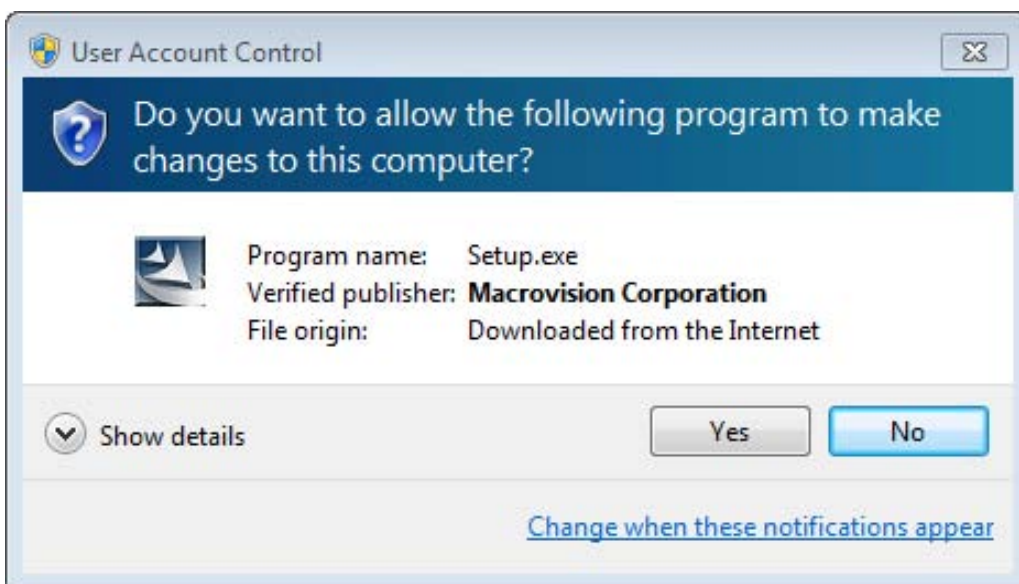 User Account Control
Do you want to allow the following program to make
changes to this computer?
Program name: Setup.exe
Verified publisher: Macrovision Corporation
File origin: Downloaded from the Internet
Show details
Yes
No
Change when these notifications appear